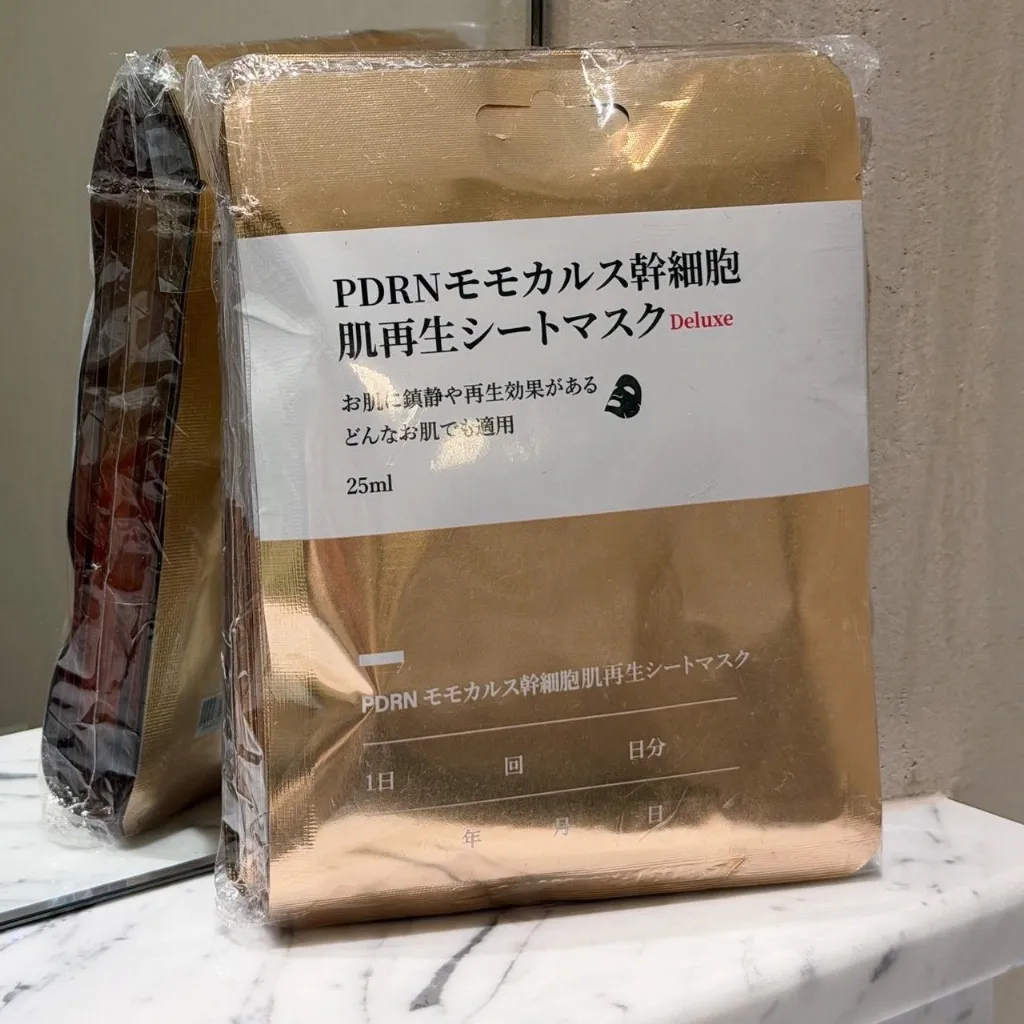 PDRNモモカルス幹細胞
肌再生シートマスク Deluxe
お肌に鎮静や再生効果がある
どんなお肌でも適用
25ml
PDRN モモカルス幹細胞肌再生シートマスク
1日 回 日分
年 月 日